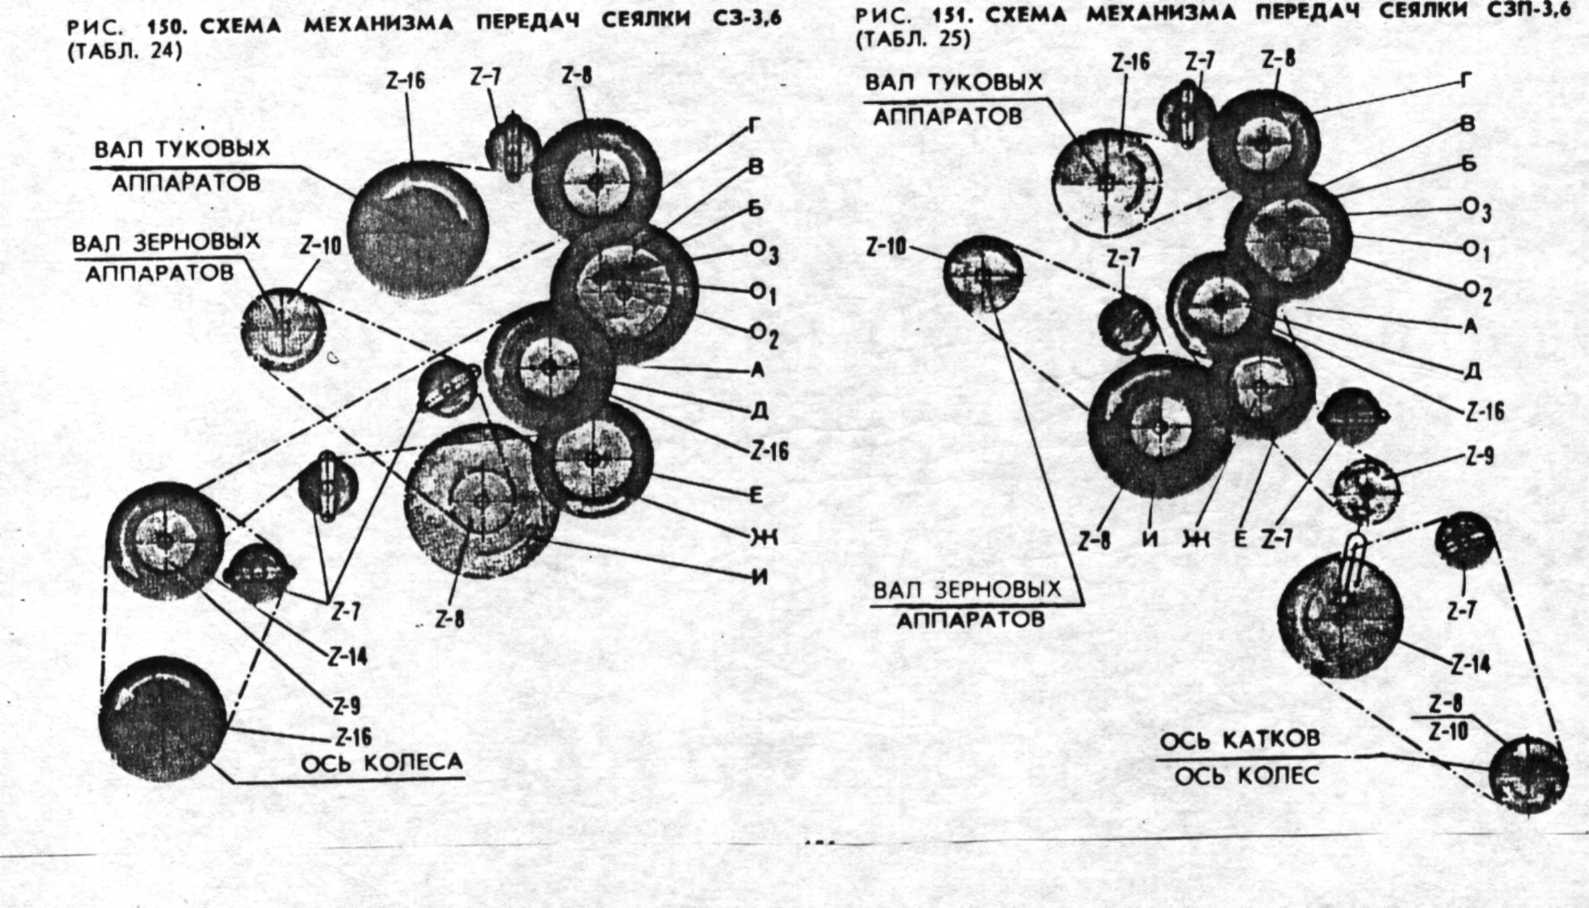 РИС. 150. СХЕМА МЕХАНИЗМА ПЕРЕДАЧ СЕЯЛКИ СЗ-3,6
(ТАБЛ. 24)
Z-16
Z-7
Z-8
ВАЛ ТУКОВЫХ
АППАРАТОВ
ВАЛ ЗЕРНОВЫХ
АППАРАТОВ
Z-10
Г
В
Б
О3
О1
О2
А
Д
Z-16
Е
Ж
И
Z-7
Z-8
Z-14
Z-9
Z-16
ОСЬ КОЛЕСА
РИС. 151. СХЕМА МЕХАНИЗМА ПЕРЕДАЧ СЕЯЛКИ СЗП-3,6
(ТАБЛ. 25)
Z-16
Z-7
Z-8
ВАЛ ТУКОВЫХ
АППАРАТОВ
Z-10
Z-7
Г
В
Б
О3
О1
О2
А
Д
Z-16
Z-9
Z-8 И Ж Е Z-7
ВАЛ ЗЕРНОВЫХ
АППАРАТОВ
Z-7
Z-14
Z-8
Z-10
ОСЬ КАТКОВ
ОСЬ КОЛЕС